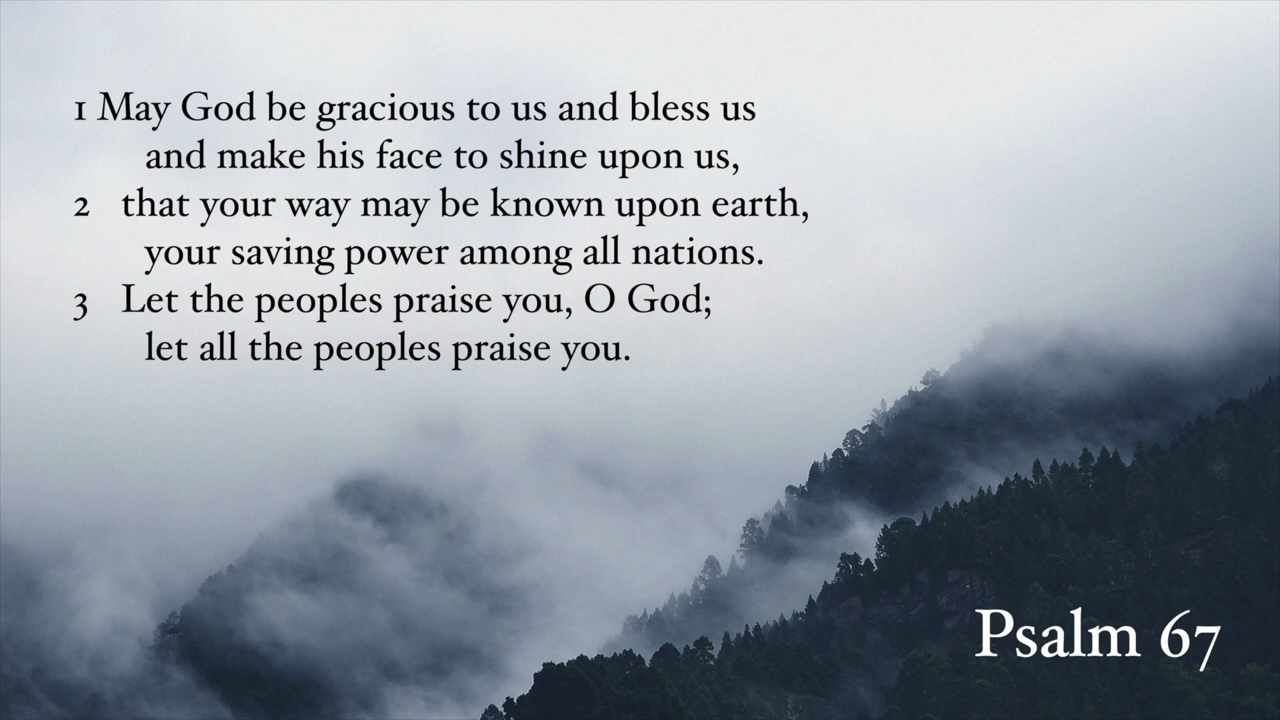 1 May God be gracious to us and bless us
and make his face to shine upon us,
2 that your way may be known upon earth,
your saving power among all nations.
3 Let the peoples praise you, O God;
let all the peoples praise you.
Psalm 67